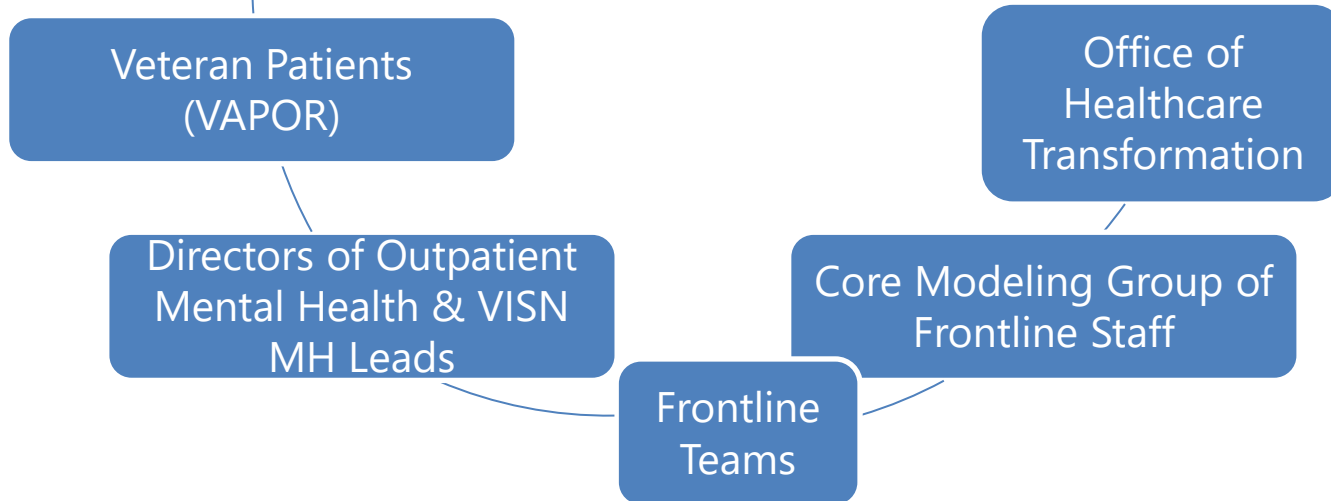 Veteran Patients
(VAPOR)
Office of
Healthcare
Transformation
Directors of Outpatient
Mental Health & VISN
MH Leads
Core Modeling Group of
Frontline Staff
Frontline
Teams